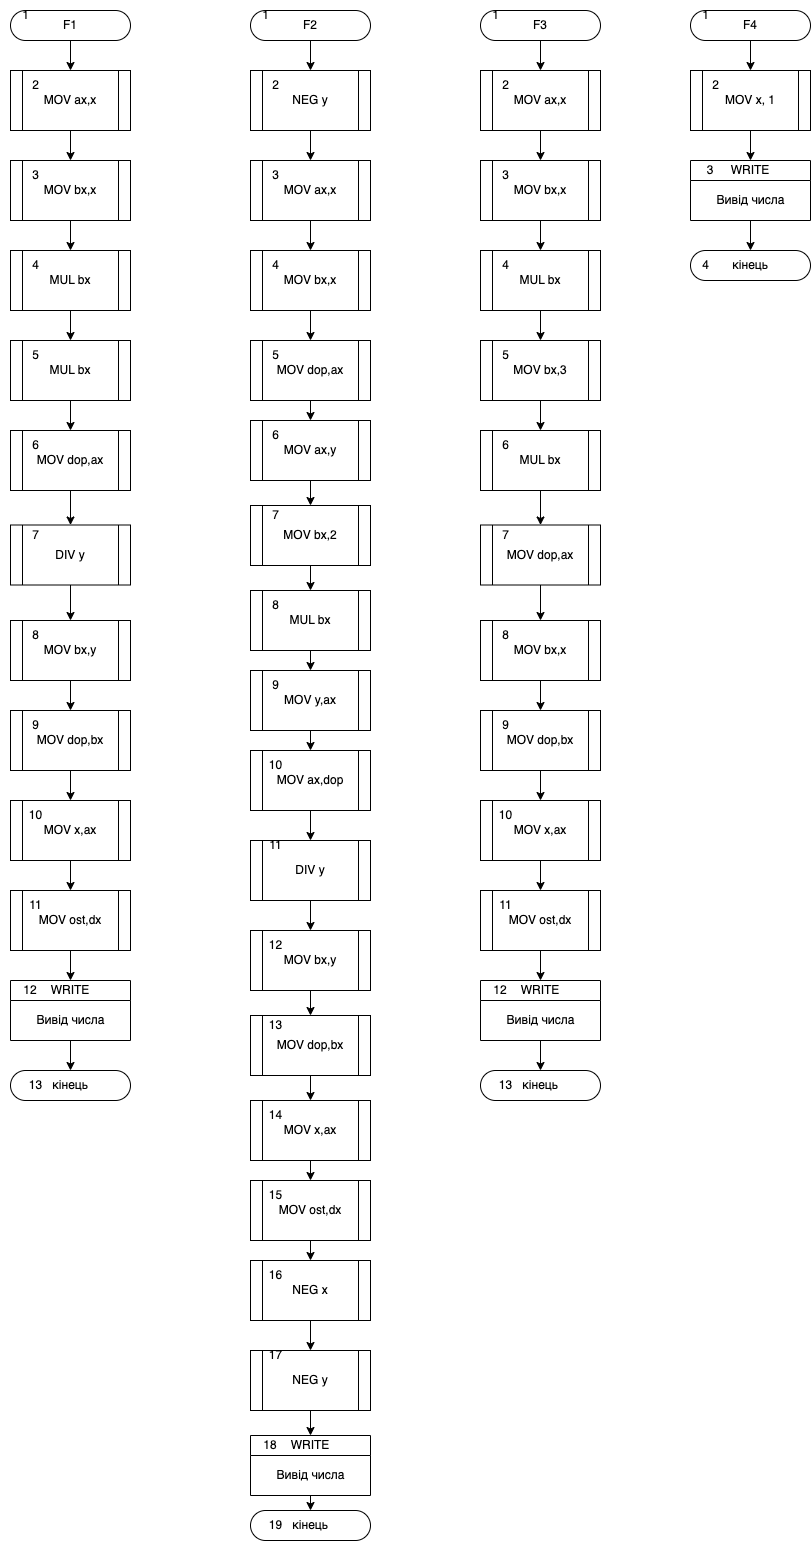 1
F1
2
MOV ax,x
3
MOV bx,x
4
MUL bx
5
MUL bx
6
MOV dop,ax
7
DIV y
8
MOV bx,y
9
MOV dop,bx
10
MOV x,ax
11
MOV ost,dx
12 WRITE
Вивід числа
13 кінець
1
F2
2
NEG y
3
MOV ax,x
4
MOV bx,x
5
MOV dop,ax
6
MOV ax,y
7
MOV bx,2
8
MUL bx
9
MOV y,ax
10
MOV ax,dop
11
DIV y
12
MOV bx,y
13
MOV dop,bx
14
MOV x,ax
15
MOV ost,dx
16
NEG x
17
NEG y
18 WRITE
Вивід числа
19 кінець
1
F3
2
MOV ax,x
3
MOV bx,x
4
MUL bx
5
MOV bx,3
6
MUL bx
7
MOV dop,ax
8
MOV bx,x
9
MOV dop,bx
10
MOV x,ax
11
MOV ost,dx
12 WRITE
Вивід числа
13 кінець
1
F4
2
MOV x, 1
3 WRITE
Вивід числа
4 кінець